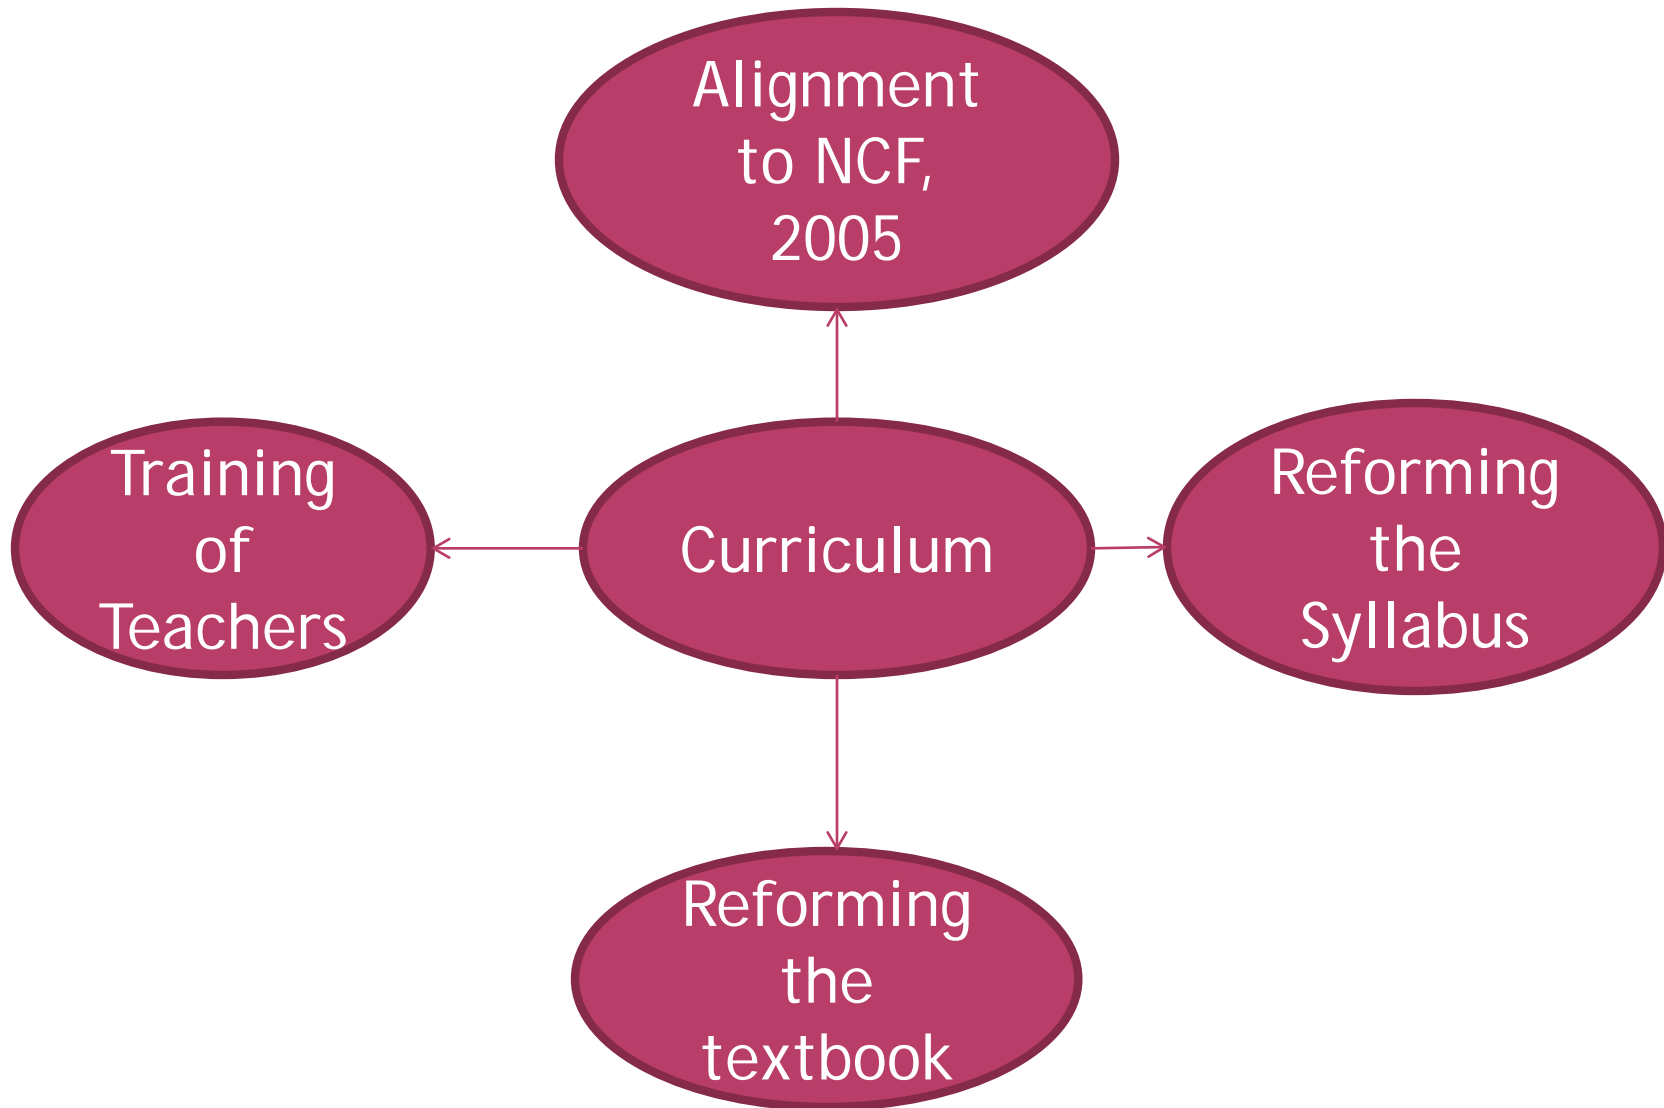 Alignment
to NCF,
2005
Training
of
Teachers
Curriculum
Reforming
the
Syllabus
Reforming
the
textbook